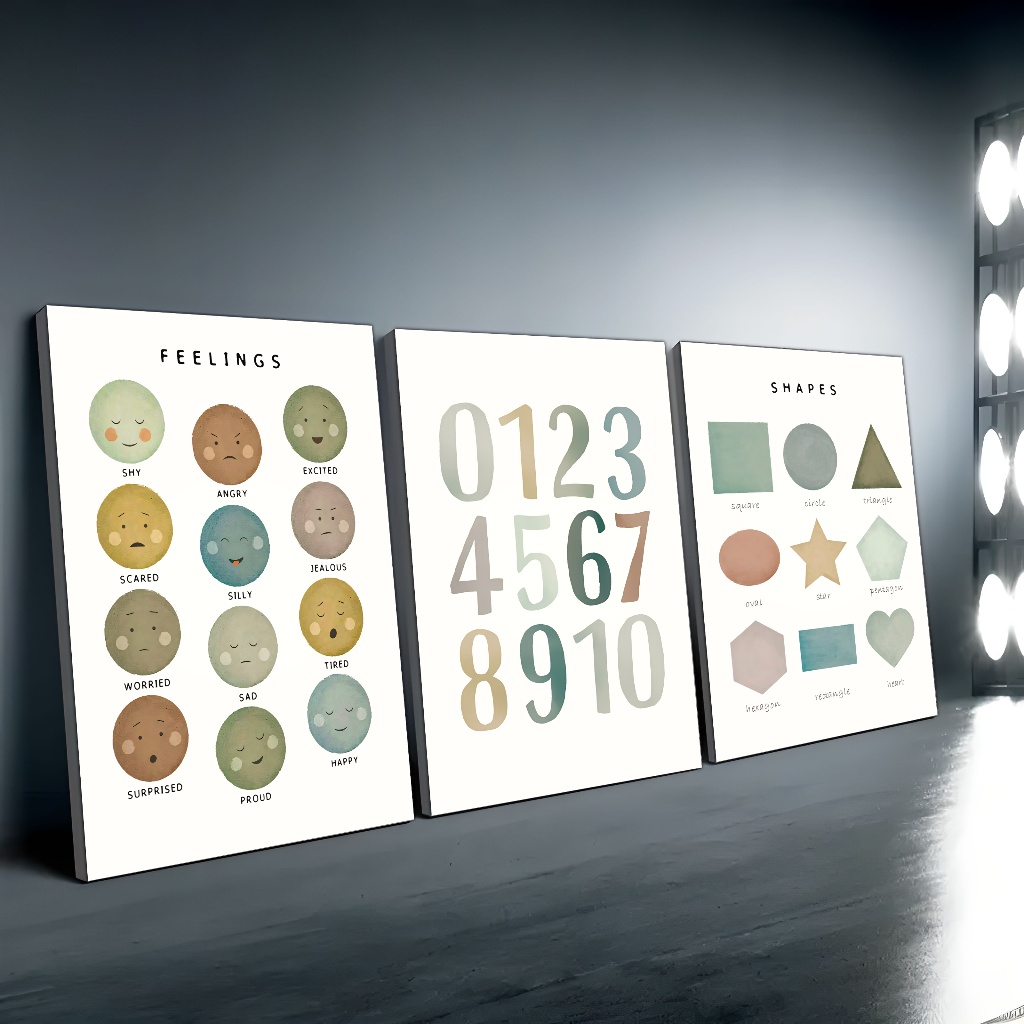 FEELINGS
SHY
ANGRY
EXCITED
SCARED
SILLY
JEALOUS
WORRIED
SAD
TIRED
SURPRISED
PROUD
HAPPY
0123
4567
8910
SHAPES
square
circle
triangle
oval
star
pentagon
hexagon
rectangle
heart